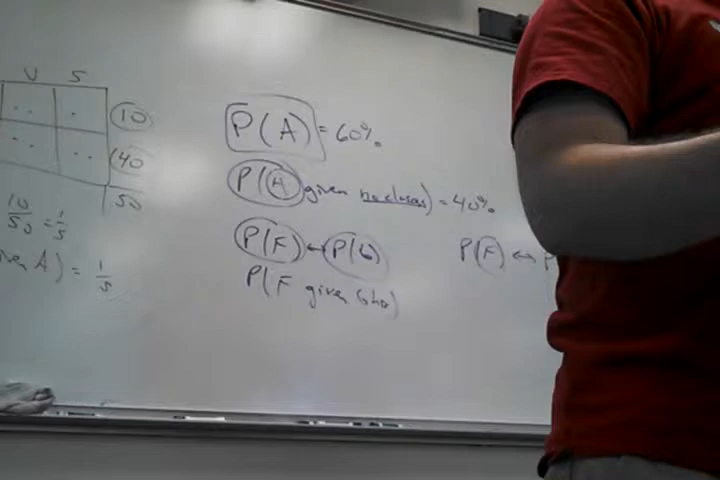 V S
10
40
50
10/50 = 1/5
A) = 1/5
P(A) = 60%
P(A given no classes) = 40%
P(F) ↔ P(G)
P(F given
P(F) ↔ P